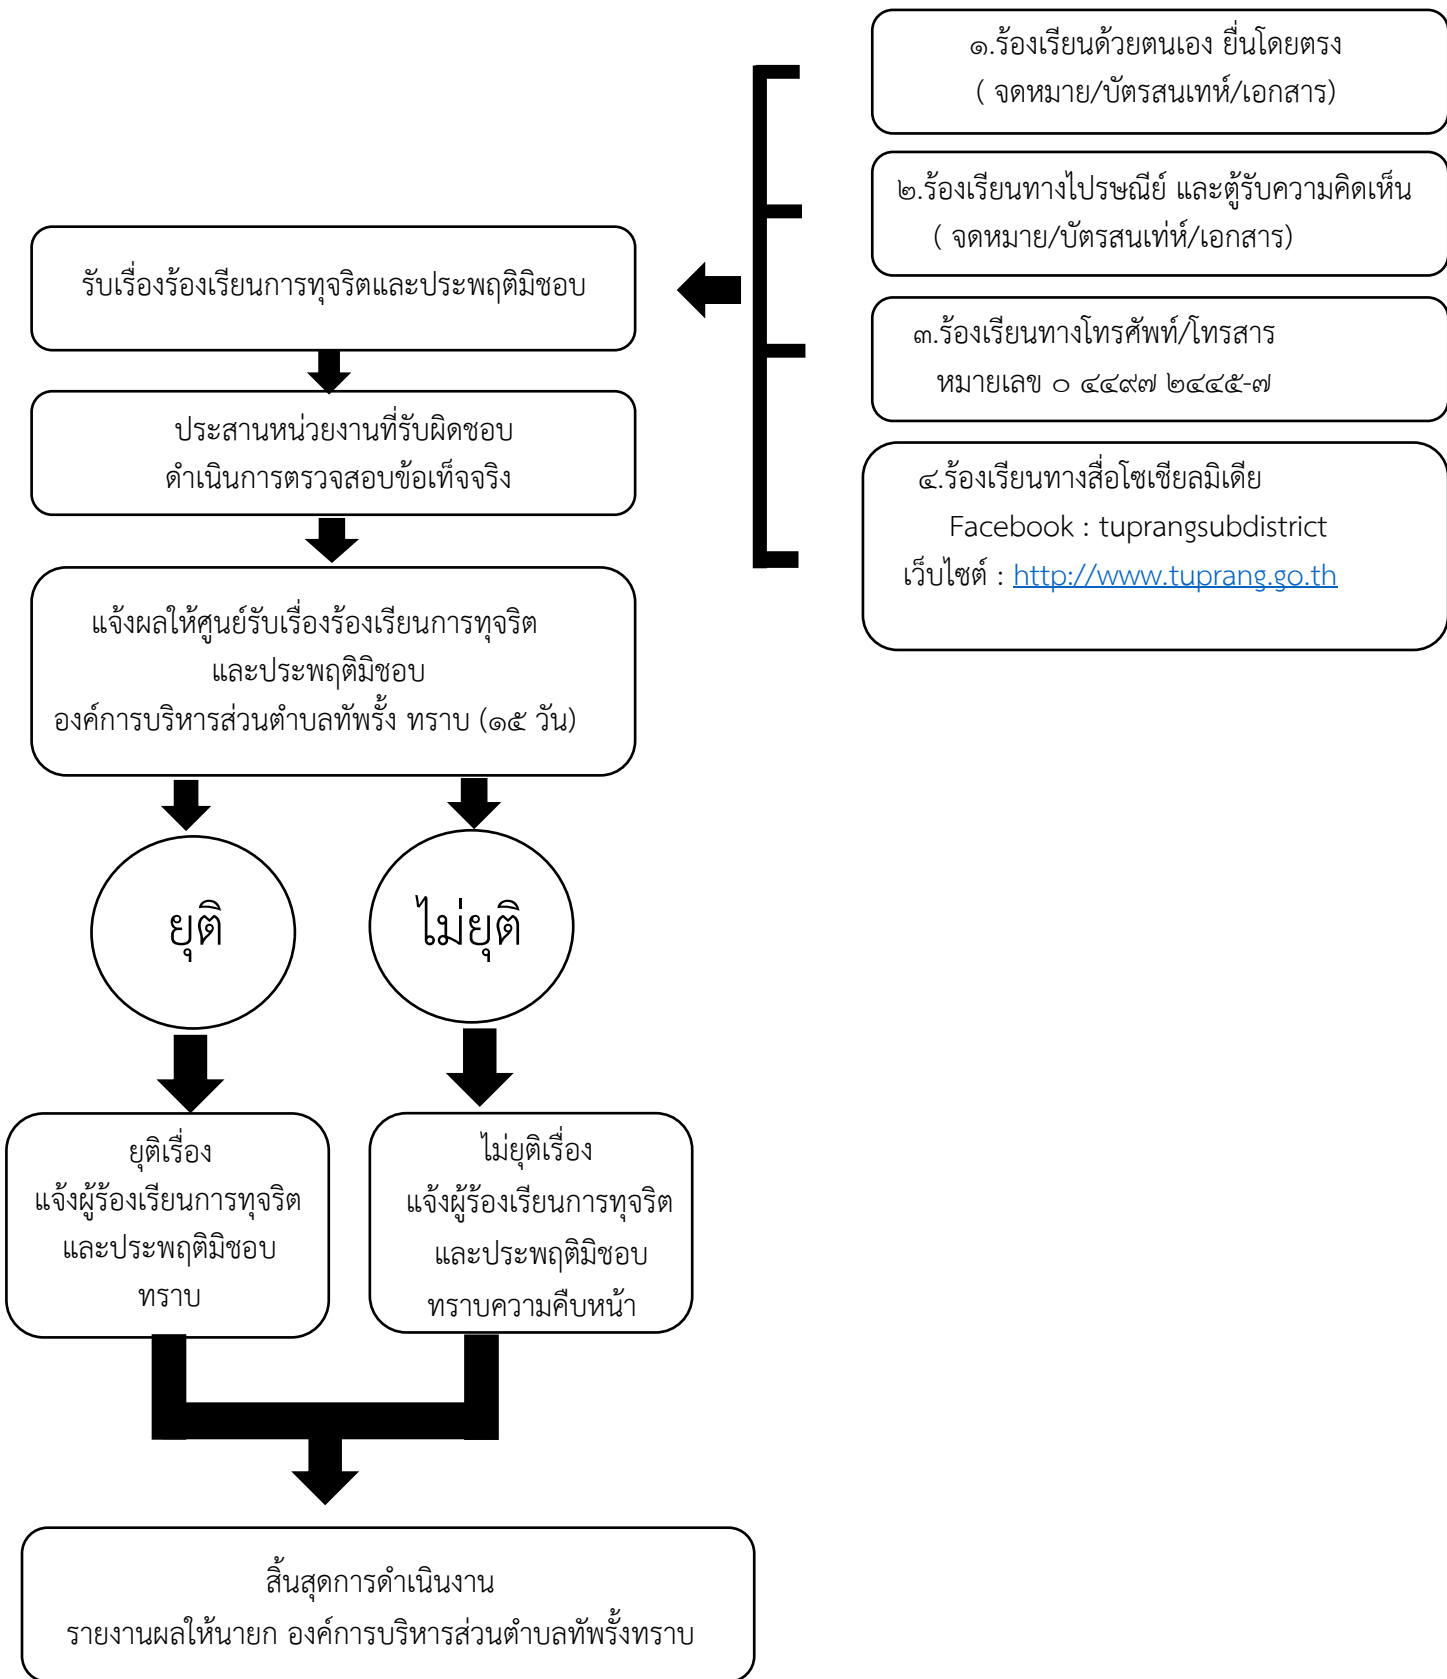 ๑.ร้องเรียนด้วยตนเอง ยื่นโดยตรง
( จดหมาย/บัตรสนเทห์/เอกสาร)
๒.ร้องเรียนทางไปรษณีย์ และตู้รับความคิดเห็น
( จดหมาย/บัตรสนเท่ห์/เอกสาร)
๓.ร้องเรียนทางโทรศัพท์/โทรสาร
หมายเลข ๐ ๔๔๙๗ ๒๔๔๕-๗
๔.ร้องเรียนทางสื่อโซเชียลมิเดีย
Facebook : tuprangsubdistrict
เว็บไซต์ : http://www.tuprang.go.th
รับเรื่องร้องเรียนการทุจริตและประพฤติมิชอบ
ประสานหน่วยงานที่รับผิดชอบ
ดำเนินการตรวจสอบข้อเท็จจริง
แจ้งผลให้ศูนย์รับเรื่องร้องเรียนการทุจริต
และประพฤติมิชอบ
องค์การบริหารส่วนตำบลทัพรั้ง ทราบ (๑๕ วัน)
ยุติ
ไม่ยุติ
ยุติเรื่อง
แจ้งผู้ร้องเรียนการทุจริต
และประพฤติมิชอบ
ทราบ
ไม่ยุติเรื่อง
แจ้งผู้ร้องเรียนการทุจริต
และประพฤติมิชอบ
ทราบความคืบหน้า
สิ้นสุดการดำเนินงาน
รายงานผลให้นายก องค์การบริหารส่วนตำบลทัพรั้งทราบ